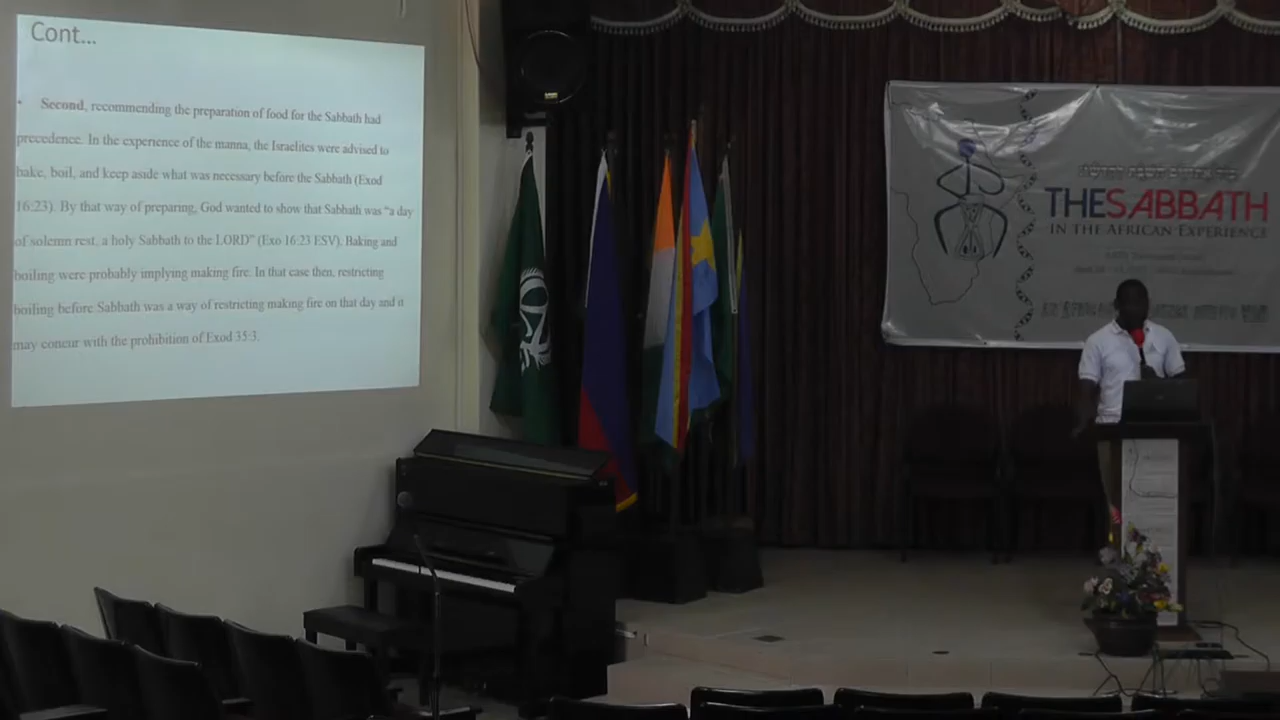 Cont...
• Second, recommending the preparation of food for the Sabbath had
precedence. In the experience of the manna, the Israelites were advised to
bake, boil, and keep aside what was necessary before the Sabbath (Exod
16:23). By that way of preparing, God wanted to show that Sabbath was "a day
of solemn rest, a holy Sabbath to the LORD" (Exo 16:23 ESV). Baking and
boiling were probably implying making fire. In that case then, restricting
boiling before Sabbath was a way of restricting making fire on that day and it
may concur with the prohibition of Exod 35:3.
THE SABBATH
IN THE AFRICAN EXPERIENCE